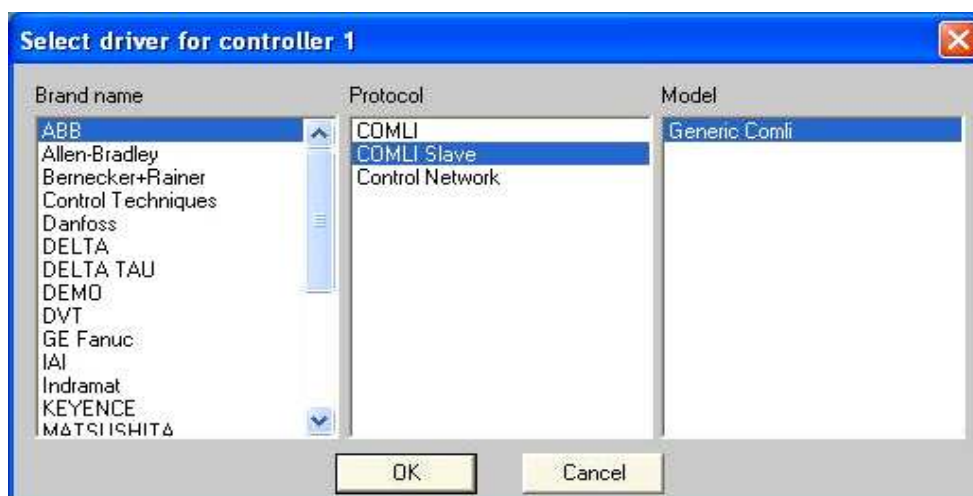 Select driver for controller 1
Brand name
ABB
Allen-Bradley
Bernecker+Rainer
Control Techniques
Danfoss
DELTA
DELTA TAU
DEMO
DVT
GE Fanuc
IAI
Indramat
KEYENCE
MATSUSHITA
Protocol
COMLI
COMLI Slave
Control Network
Model
Generic Comli
OK
Cancel